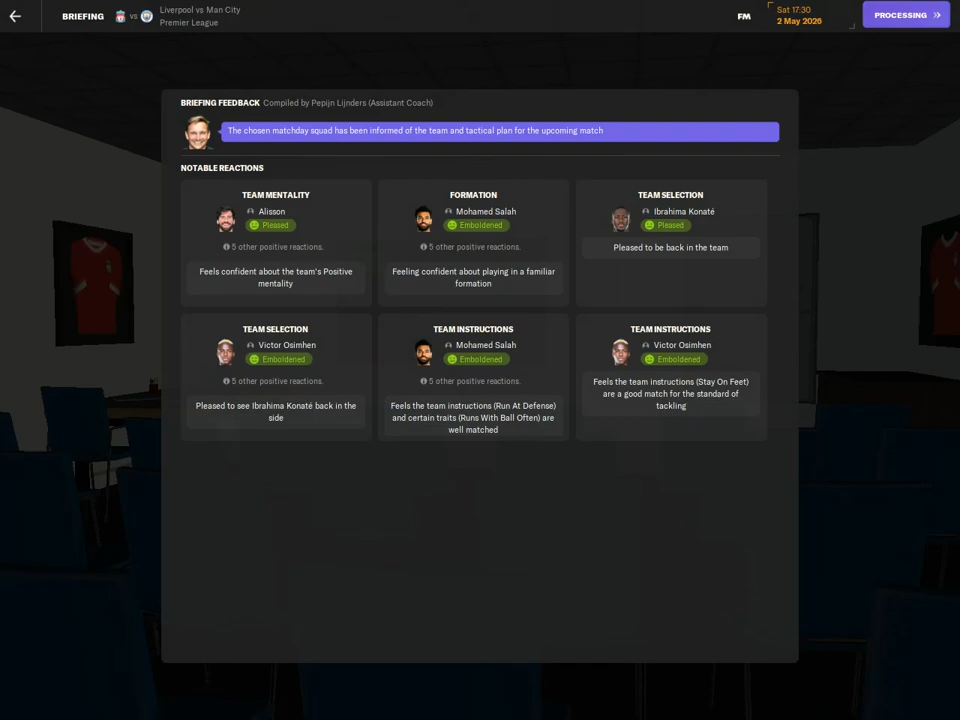 BRIEFING
vs
Liverpool vs Man City
Premier League
FM
Sat 17:30
2 May 2026
PROCESSING
BRIEFING FEEDBACK Compiled by Pepijn Lijnders (Assistant Coach)
The chosen matchday squad has been informed of the team and tactical plan for the upcoming match
NOTABLE REACTIONS
TEAM MENTALITY
Alisson
Pleased
5 other positive reactions.
Feels confident about the team's Positive
mentality
FORMATION
Mohamed Salah
Emboldened
5 other positive reactions.
Feeling confident about playing in a familiar
formation
TEAM SELECTION
Ibrahima Konaté
Pleased
Pleased to be back in the team
TEAM SELECTION
Victor Osimhen
Emboldened
5 other positive reactions.
Pleased to see Ibrahima Konaté back in the
side
TEAM INSTRUCTIONS
Mohamed Salah
Emboldened
5 other positive reactions.
Feels the team instructions (Run At Defense)
and certain traits (Runs With Ball Often) are
well matched
TEAM INSTRUCTIONS
Victor Osimhen
Emboldened
Feels the team instructions (Stay On Feet)
are a good match for the standard of
tackling